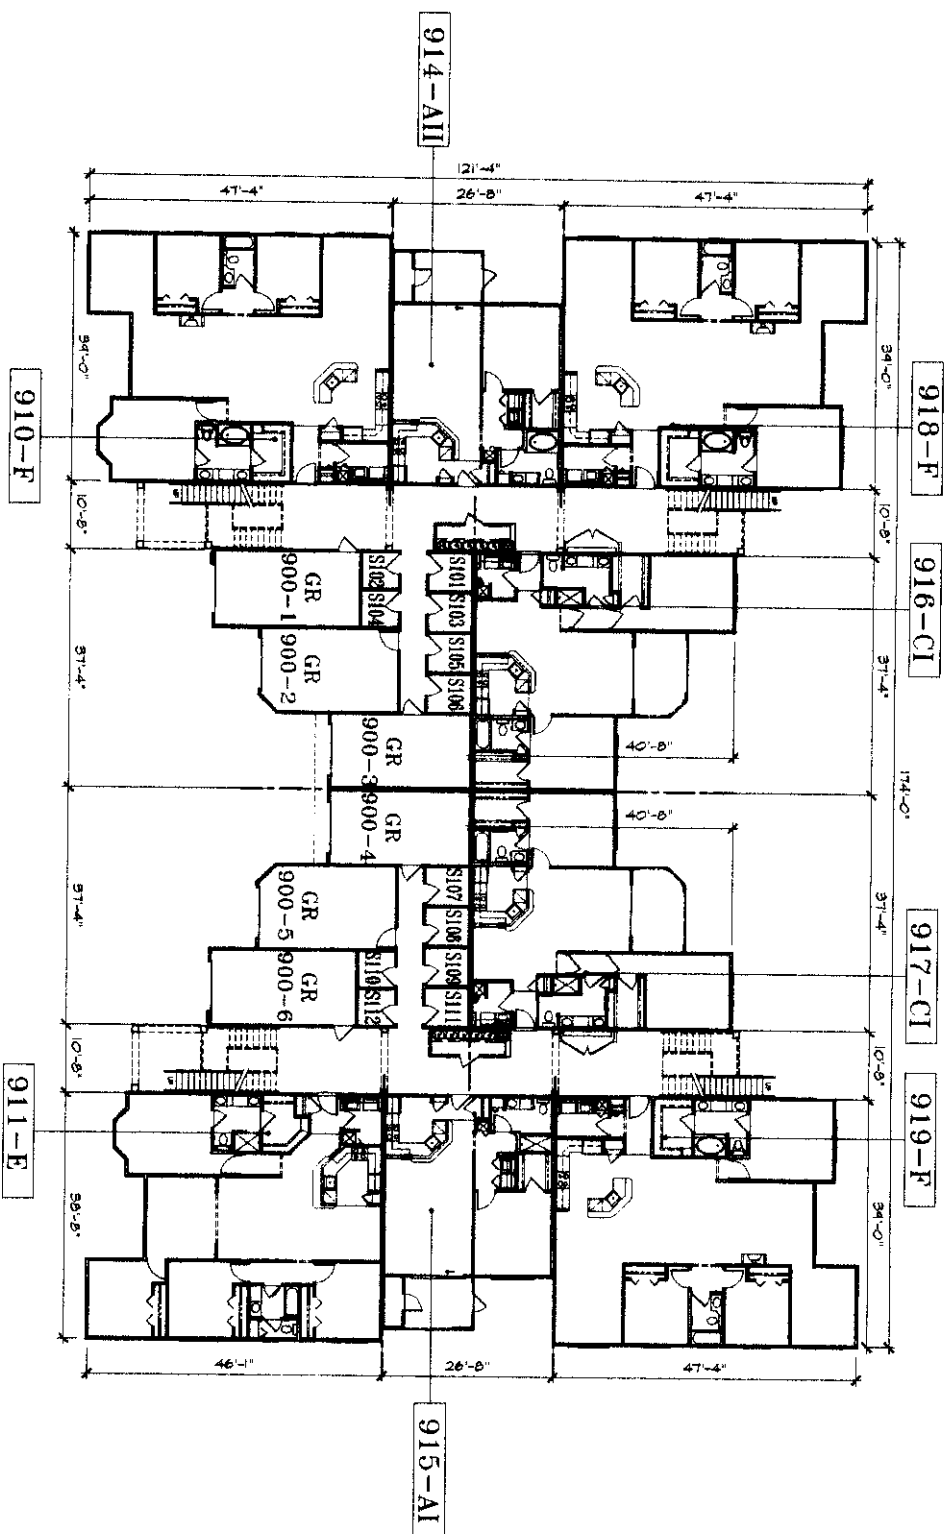 914-AII
121'-4"
47'-4"
26'-8"
47'-4"
34'-0"
34'-0"
910-F
918-F
10'-8"
10'-8"
916-CI
GR
900-1
S102
S104
S101
S103
S105
S106
GR
900-2
37'-4"
37'-4"
GR
900-3
40'-8"
174'-0"
GR
900-4
40'-8"
GR
900-5
S107
S108
S109
S111
S110
S112
GR
900-6
37'-4"
37'-4"
917-CI
10'-8"
10'-8"
911-E
919-F
38'-8"
34'-0"
46'-1"
26'-8"
47'-4"
915-AI